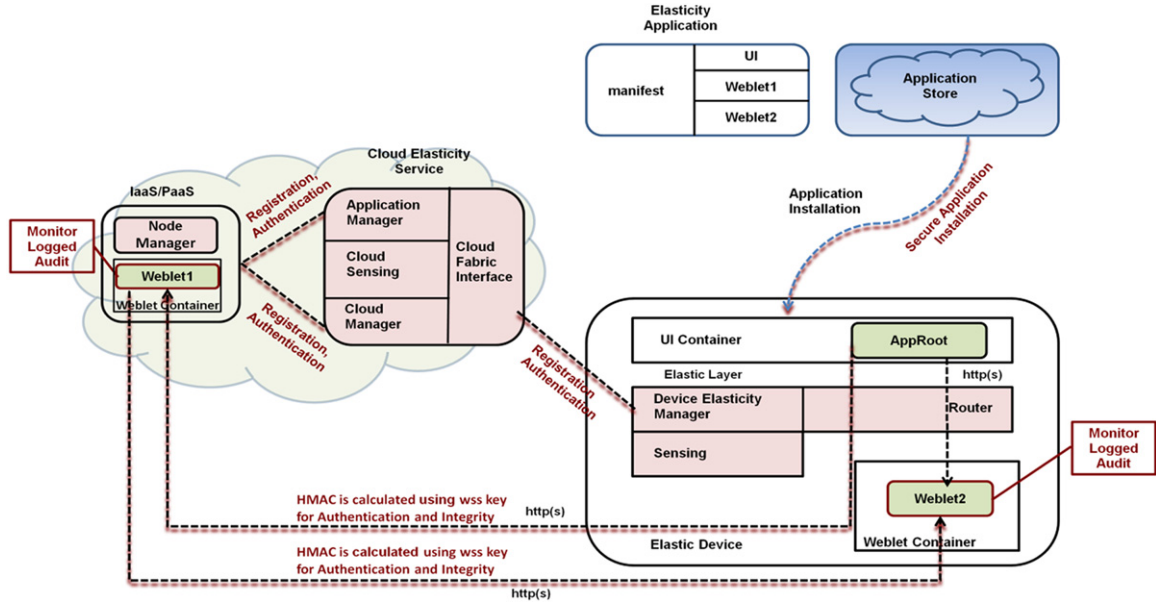 Elasticity
Application
manifest
UI
Weblet1
Weblet2
Application
Store
Cloud Elasticity
Service
IaaS/PaaS
Registration,
Authentication
Node
Manager
Monitor
Logged
Audit
Weblet1
Weblet Container
Application
Manager
Cloud
Sensing
Cloud
Manager
Cloud
Fabric
Interface
Registration,
Authentication
Application
Installation
Secure Application
Installation
Registration
Authentication
UI Container
AppRoot
Elastic Layer
http(s)
Device Elasticity
Manager
Router
Sensing
Monitor
Logged
Audit
Weblet2
Weblet Container
Elastic Device
HMAC is calculated using wss key
for Authentication and Integrity
http(s)
HMAC is calculated using wss key
for Authentication and Integrity
http(s)